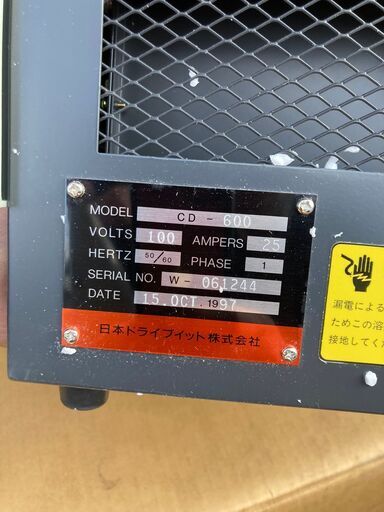 MODEL CD-600
VOLTS 100 AMPERS 25
HERTZ 50/60 PHASE 1
SERIAL NO. W-061244
DATE 15.OCT.1997
日本ドライブイット株式会社
漏電による
ためこの溶
接地してく